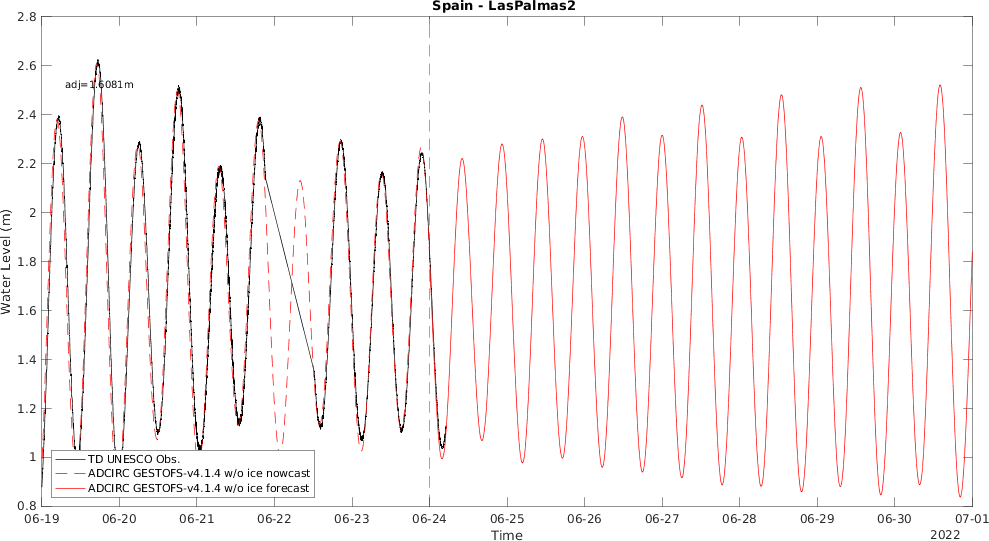 Spain - LasPalmas2
2.8
2.6
2.4
2.2
2
1.8
1.6
1.4
1.2
1
0.8
Water Level (m)
adj=1.6081m
TD UNESCO Obs.
ADCIRC GESTOFS-v4.1.4 w/o ice nowcast
ADCIRC GESTOFS-v4.1.4 w/o ice forecast
06-19 06-20 06-21 06-22 06-23 06-24 06-25 06-26 06-27 06-28 06-29 06-30 07-01
Time
2022